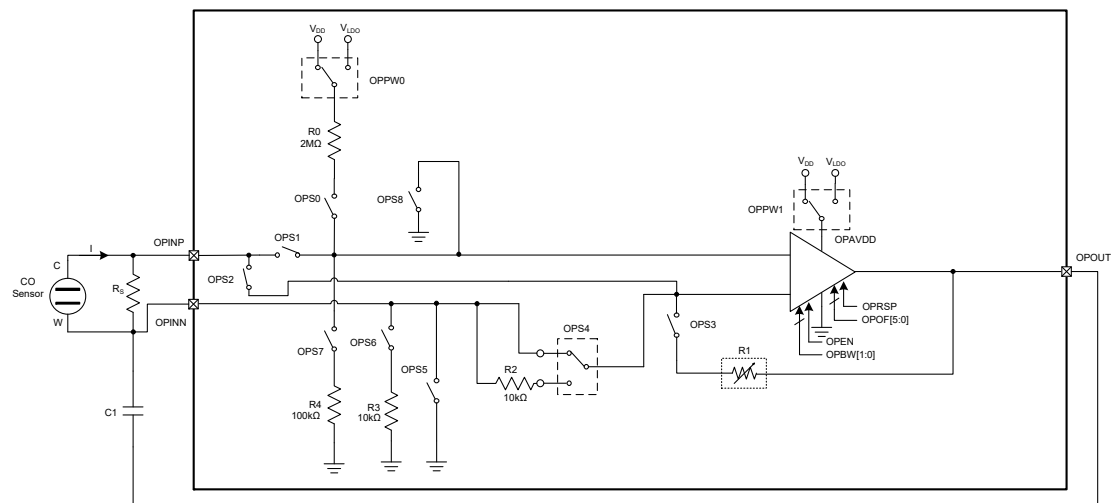 VDD
VLDO
OPPW0
R0
2MΩ
VDD
VLDO
OPS0
OPS8
OPPW1
OPAVDD
OPINP
OPS1
OPOUT
I
C
CO
Sensor
RS
OPS2
W
OPINN
OPRSP
OPOF[5:0]
OPEN
OPBW[1:0]
OPS4
OPS3
OPS7
OPS6
OPS5
R1
R2
10kΩ
R4
100kΩ
R3
10kΩ
C1